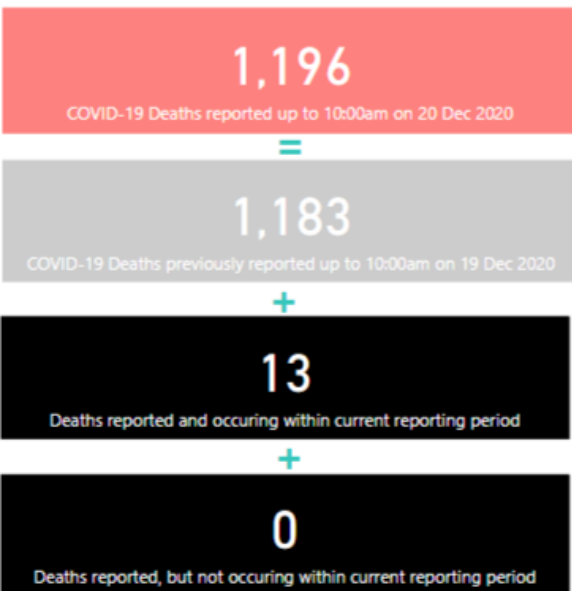 1,196
COVID-19 Deaths reported up to 10:00am on 20 Dec 2020
=
1,183
COVID-19 Deaths previously reported up to 10:00am on 19 Dec 2020
+
13
Deaths reported and occuring within current reporting period
+
0
Deaths reported, but not occuring within current reporting period